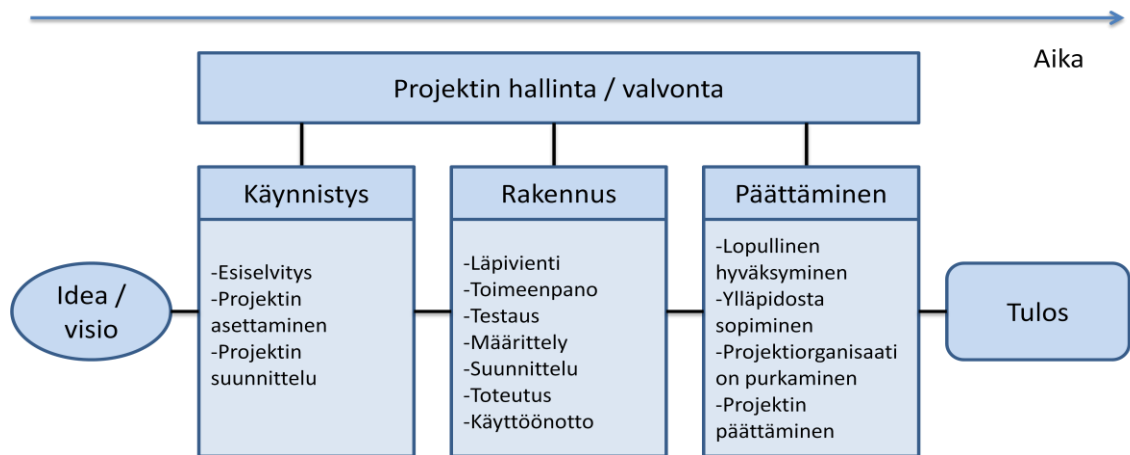 Aika
Projektin hallinta / valvonta
Käynnistys
-Esiselvitys
-Projektin
asettaminen
-Projektin
suunnittelu
Rakennus
-Läpivienti
-Toimeenpano
-Testaus
-Määrittely
-Suunnittelu
-Toteutus
-Käyttöönotto
Päättäminen
-Lopullinen
hyväksyminen
-Ylläpidosta
sopiminen
-Projektiorganisaati
on purkaminen
-Projektin
päättäminen
Idea /
visio
Tulos